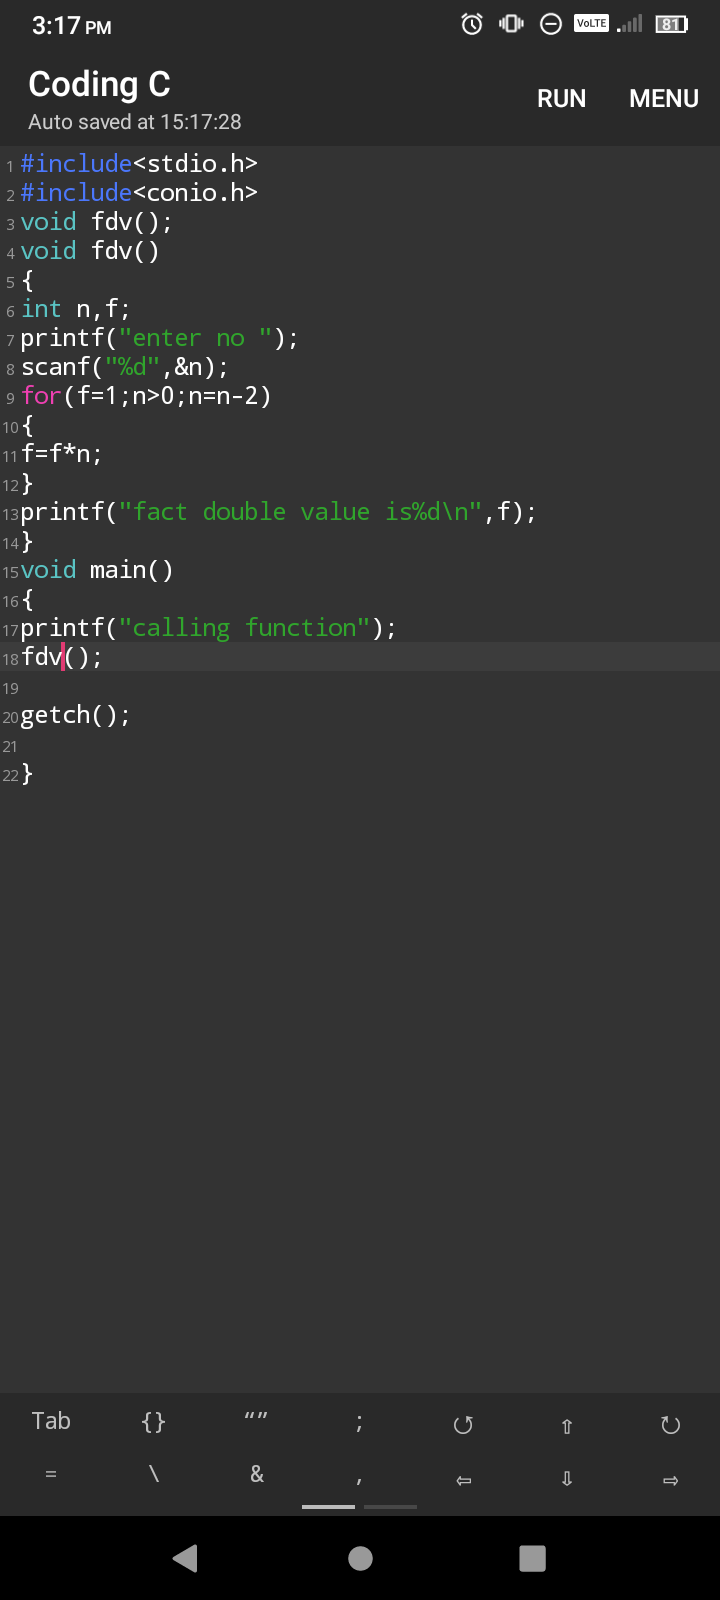 3:17 PM VoLTE 81
Coding C
Auto saved at 15:17:28
RUN MENU
1 #include<stdio.h>
2 #include<conio.h>
3 void fdv();
4 void fdv()
5 {
6 int n,f;
7 printf("enter no ");
8 scanf("%d",&n);
9 for(f=1;n>0;n=n-2)
10 {
11 f=f*n;
12 }
13 printf("fact double value is%d\n",f);
14 }
15 void main()
16 {
17 printf("calling function");
18 fdv();
19
20 getch();
21
22 }
Tab {} “” ; ↺ ⇧ ↻
= \ & , ⇦ ⇩ ⇨